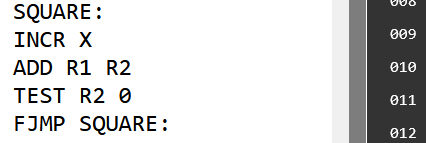 SQUARE:
INCR X
ADD R1 R2
TEST R2 0
FJMP SQUARE:
008
009
010
011
012